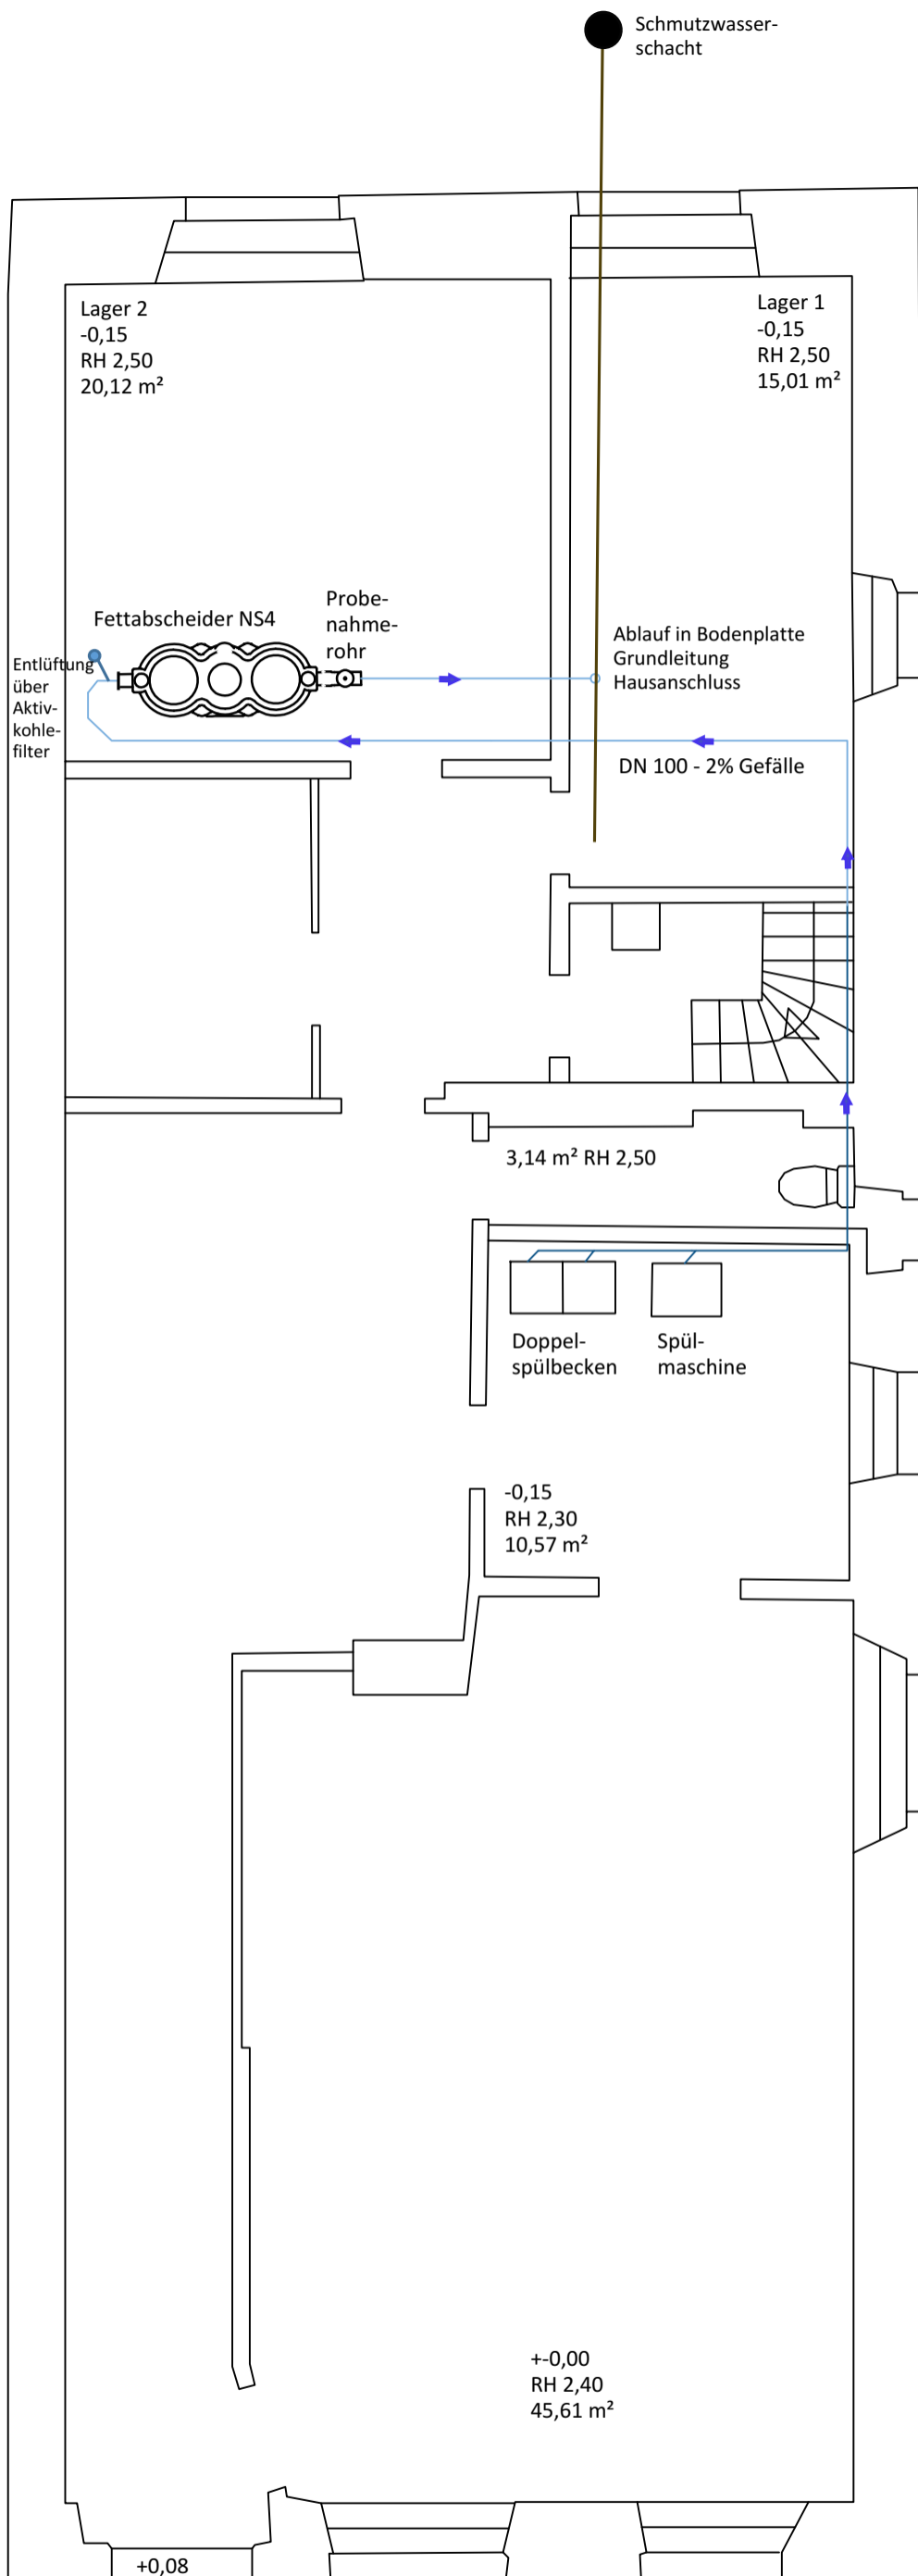 Schmutzwasser-
schacht
Lager 2
-0,15
RH 2,50
20,12 m²
Lager 1
-0,15
RH 2,50
15,01 m²
Fettabscheider NS4
Probe-
nahme-
rohr
Entlüftung
über
Aktiv-
kohle-
filter
Ablauf in Bodenplatte
Grundleitung
Hausanschluss
DN 100 - 2% Gefälle
3,14 m² RH 2,50
Doppel-
spülbecken
Spül-
maschine
-0,15
RH 2,30
10,57 m²
+-0,00
RH 2,40
45,61 m²
+0,08